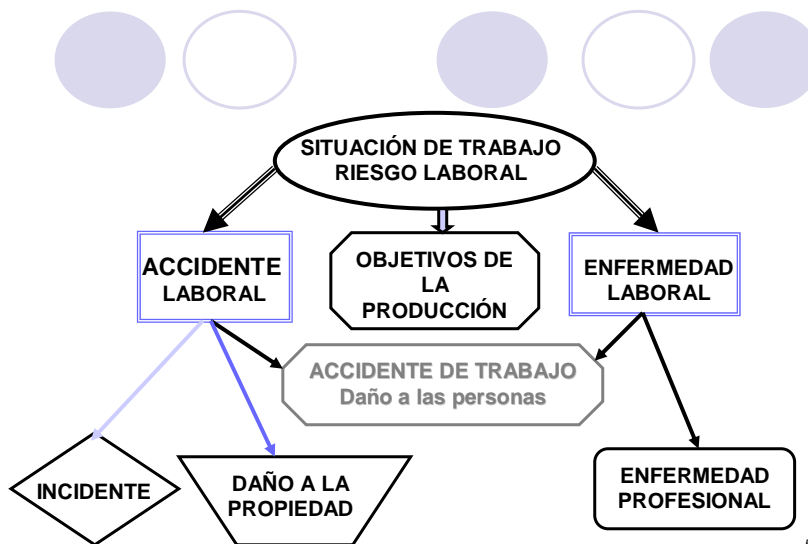 SITUACIÓN DE TRABAJO
RIESGO LABORAL
ACCIDENTE
LABORAL
OBJETIVOS DE
LA
PRODUCCIÓN
ENFERMEDAD
LABORAL
ACCIDENTE DE TRABAJO
Daño a las personas
INCIDENTE
DAÑO A LA
PROPIEDAD
ENFERMEDAD
PROFESIONAL